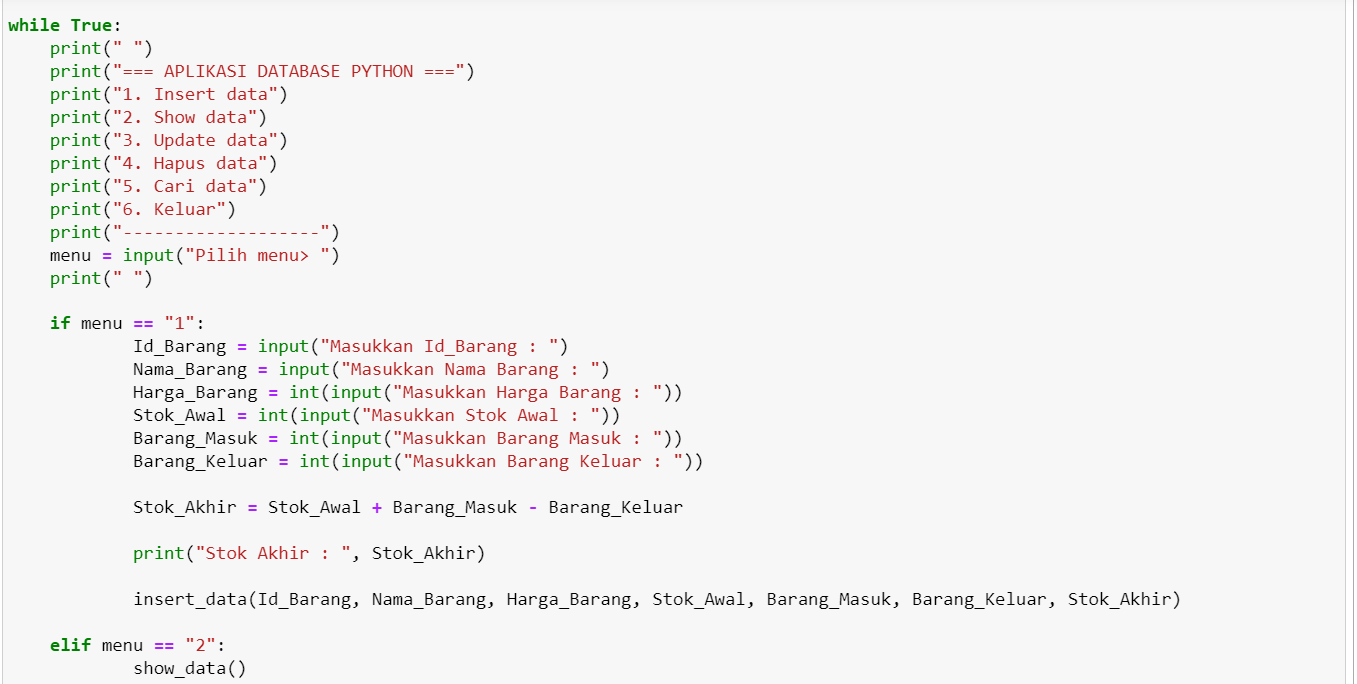 while True:
    print(" ")
    print("=== APLIKASI DATABASE PYTHON ===")
    print("1. Insert data")
    print("2. Show data")
    print("3. Update data")
    print("4. Hapus data")
    print("5. Cari data")
    print("6. Keluar")
    print("-------------------")
    menu = input("Pilih menu> ")
    print(" ")

    if menu == "1":
            Id_Barang = input("Masukkan Id_Barang : ")
            Nama_Barang = input("Masukkan Nama Barang : ")
            Harga_Barang = int(input("Masukkan Harga Barang : "))
            Stok_Awal = int(input("Masukkan Stok Awal : "))
            Barang_Masuk = int(input("Masukkan Barang Masuk : "))
            Barang_Keluar = int(input("Masukkan Barang Keluar : "))

            Stok_Akhir = Stok_Awal + Barang_Masuk - Barang_Keluar

            print("Stok Akhir : ", Stok_Akhir)

            insert_data(Id_Barang, Nama_Barang, Harga_Barang, Stok_Awal, Barang_Masuk, Barang_Keluar, Stok_Akhir)

    elif menu == "2":
            show_data()